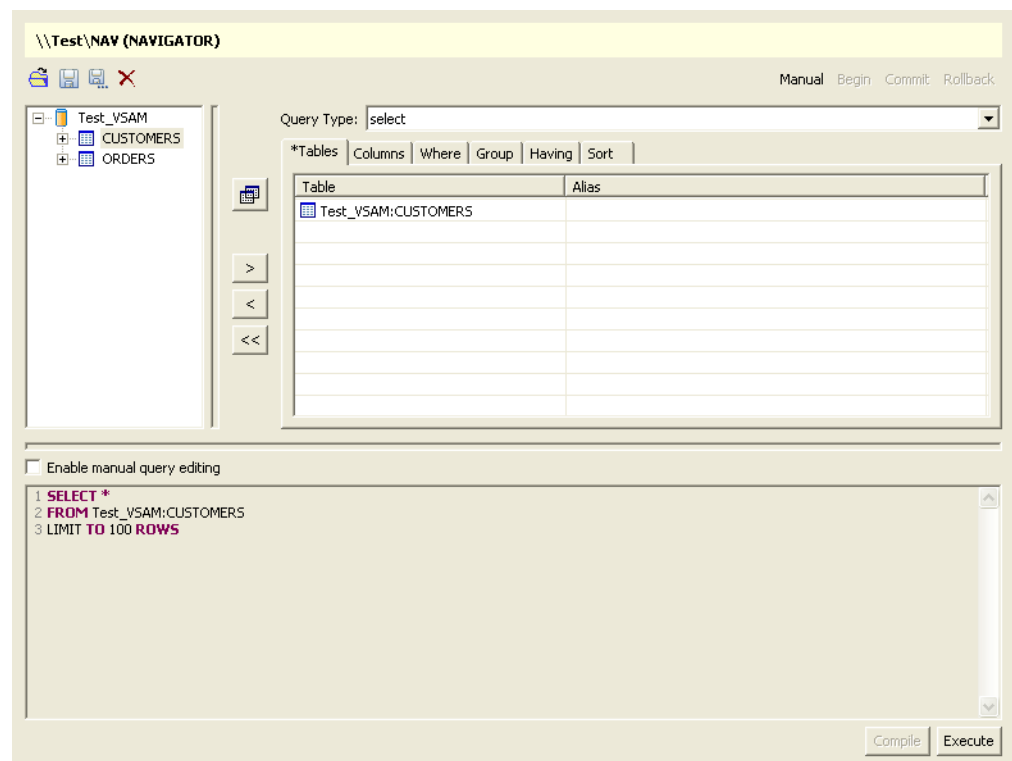 \\Test\NAV (NAVIGATOR)
Manual Begin Commit Rollback
Test_VSAM
CUSTOMERS
ORDERS
Query Type: select
*Tables Columns Where Group Having Sort
Table Alias
Test_VSAM:CUSTOMERS
>
<
<<
Enable manual query editing
1 SELECT *
2 FROM Test_VSAM:CUSTOMERS
3 LIMIT TO 100 ROWS
Compile Execute